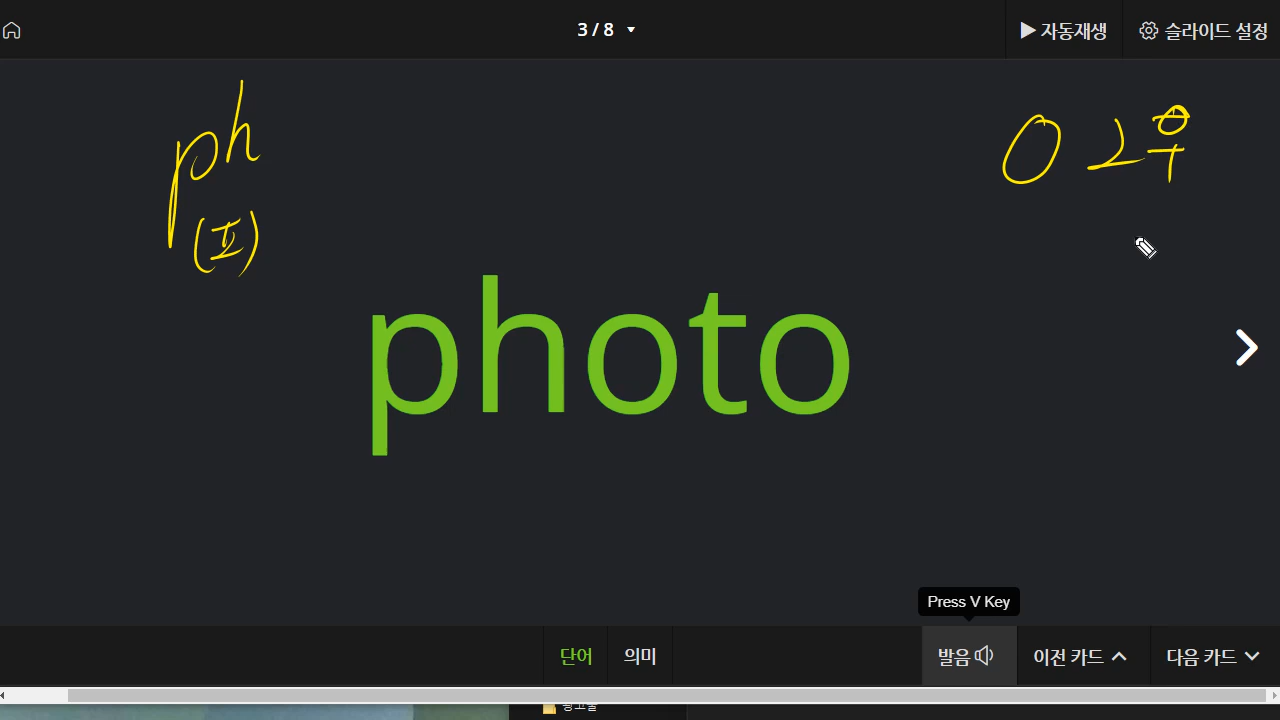 3 / 8
자동재생
슬라이드 설정
ph
(ㅍ)
O 오우
photo
Press V Key
단어
의미
발음
이전 카드
다음 카드